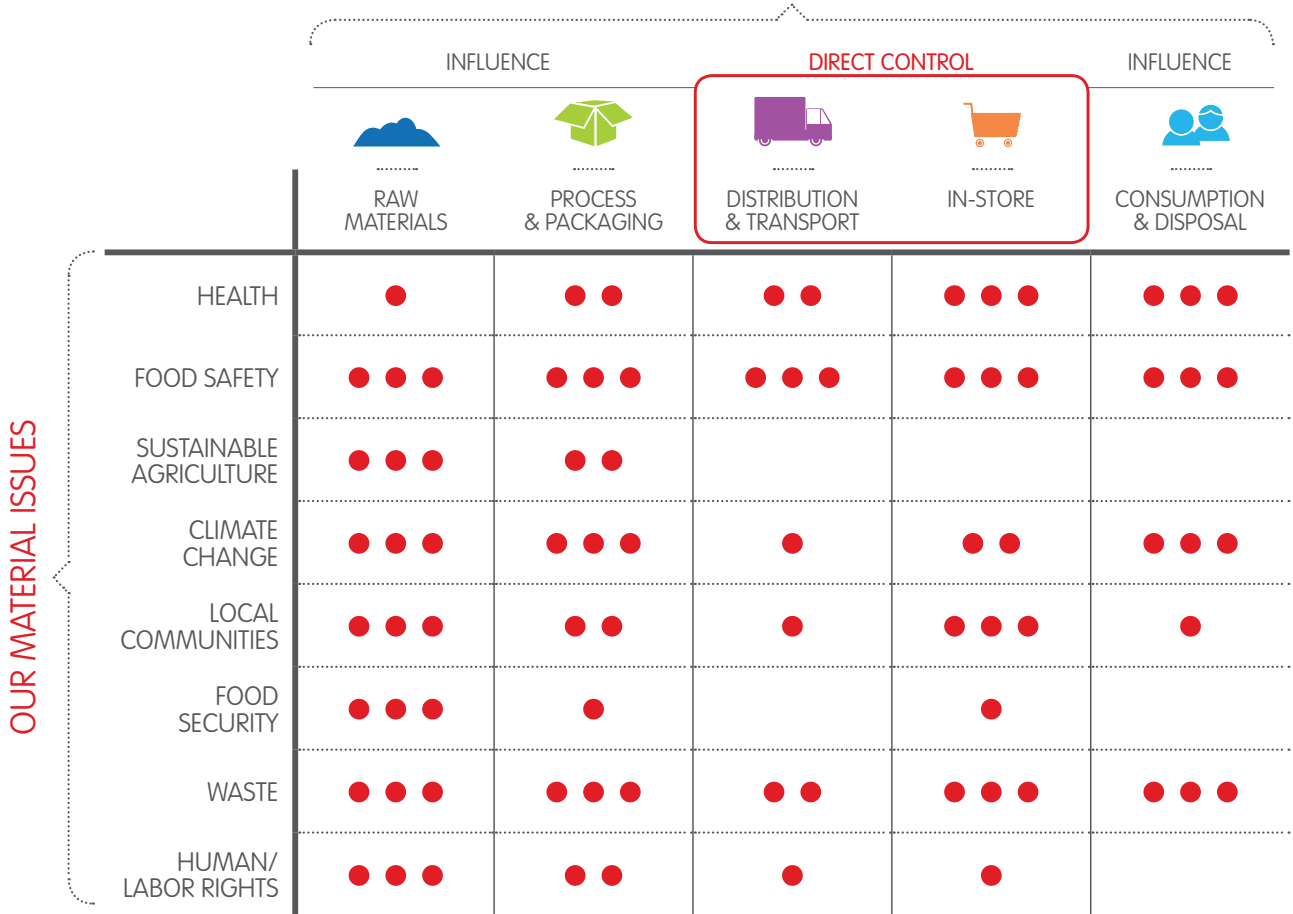 INFLUENCE
DIRECT CONTROL
INFLUENCE
RAW
MATERIALS
PROCESS
& PACKAGING
DISTRIBUTION
& TRANSPORT
IN-STORE
CONSUMPTION
& DISPOSAL
OUR MATERIAL ISSUES
HEALTH
FOOD SAFETY
SUSTAINABLE
AGRICULTURE
CLIMATE
CHANGE
LOCAL
COMMUNITIES
FOOD
SECURITY
WASTE
HUMAN/
LABOR RIGHTS